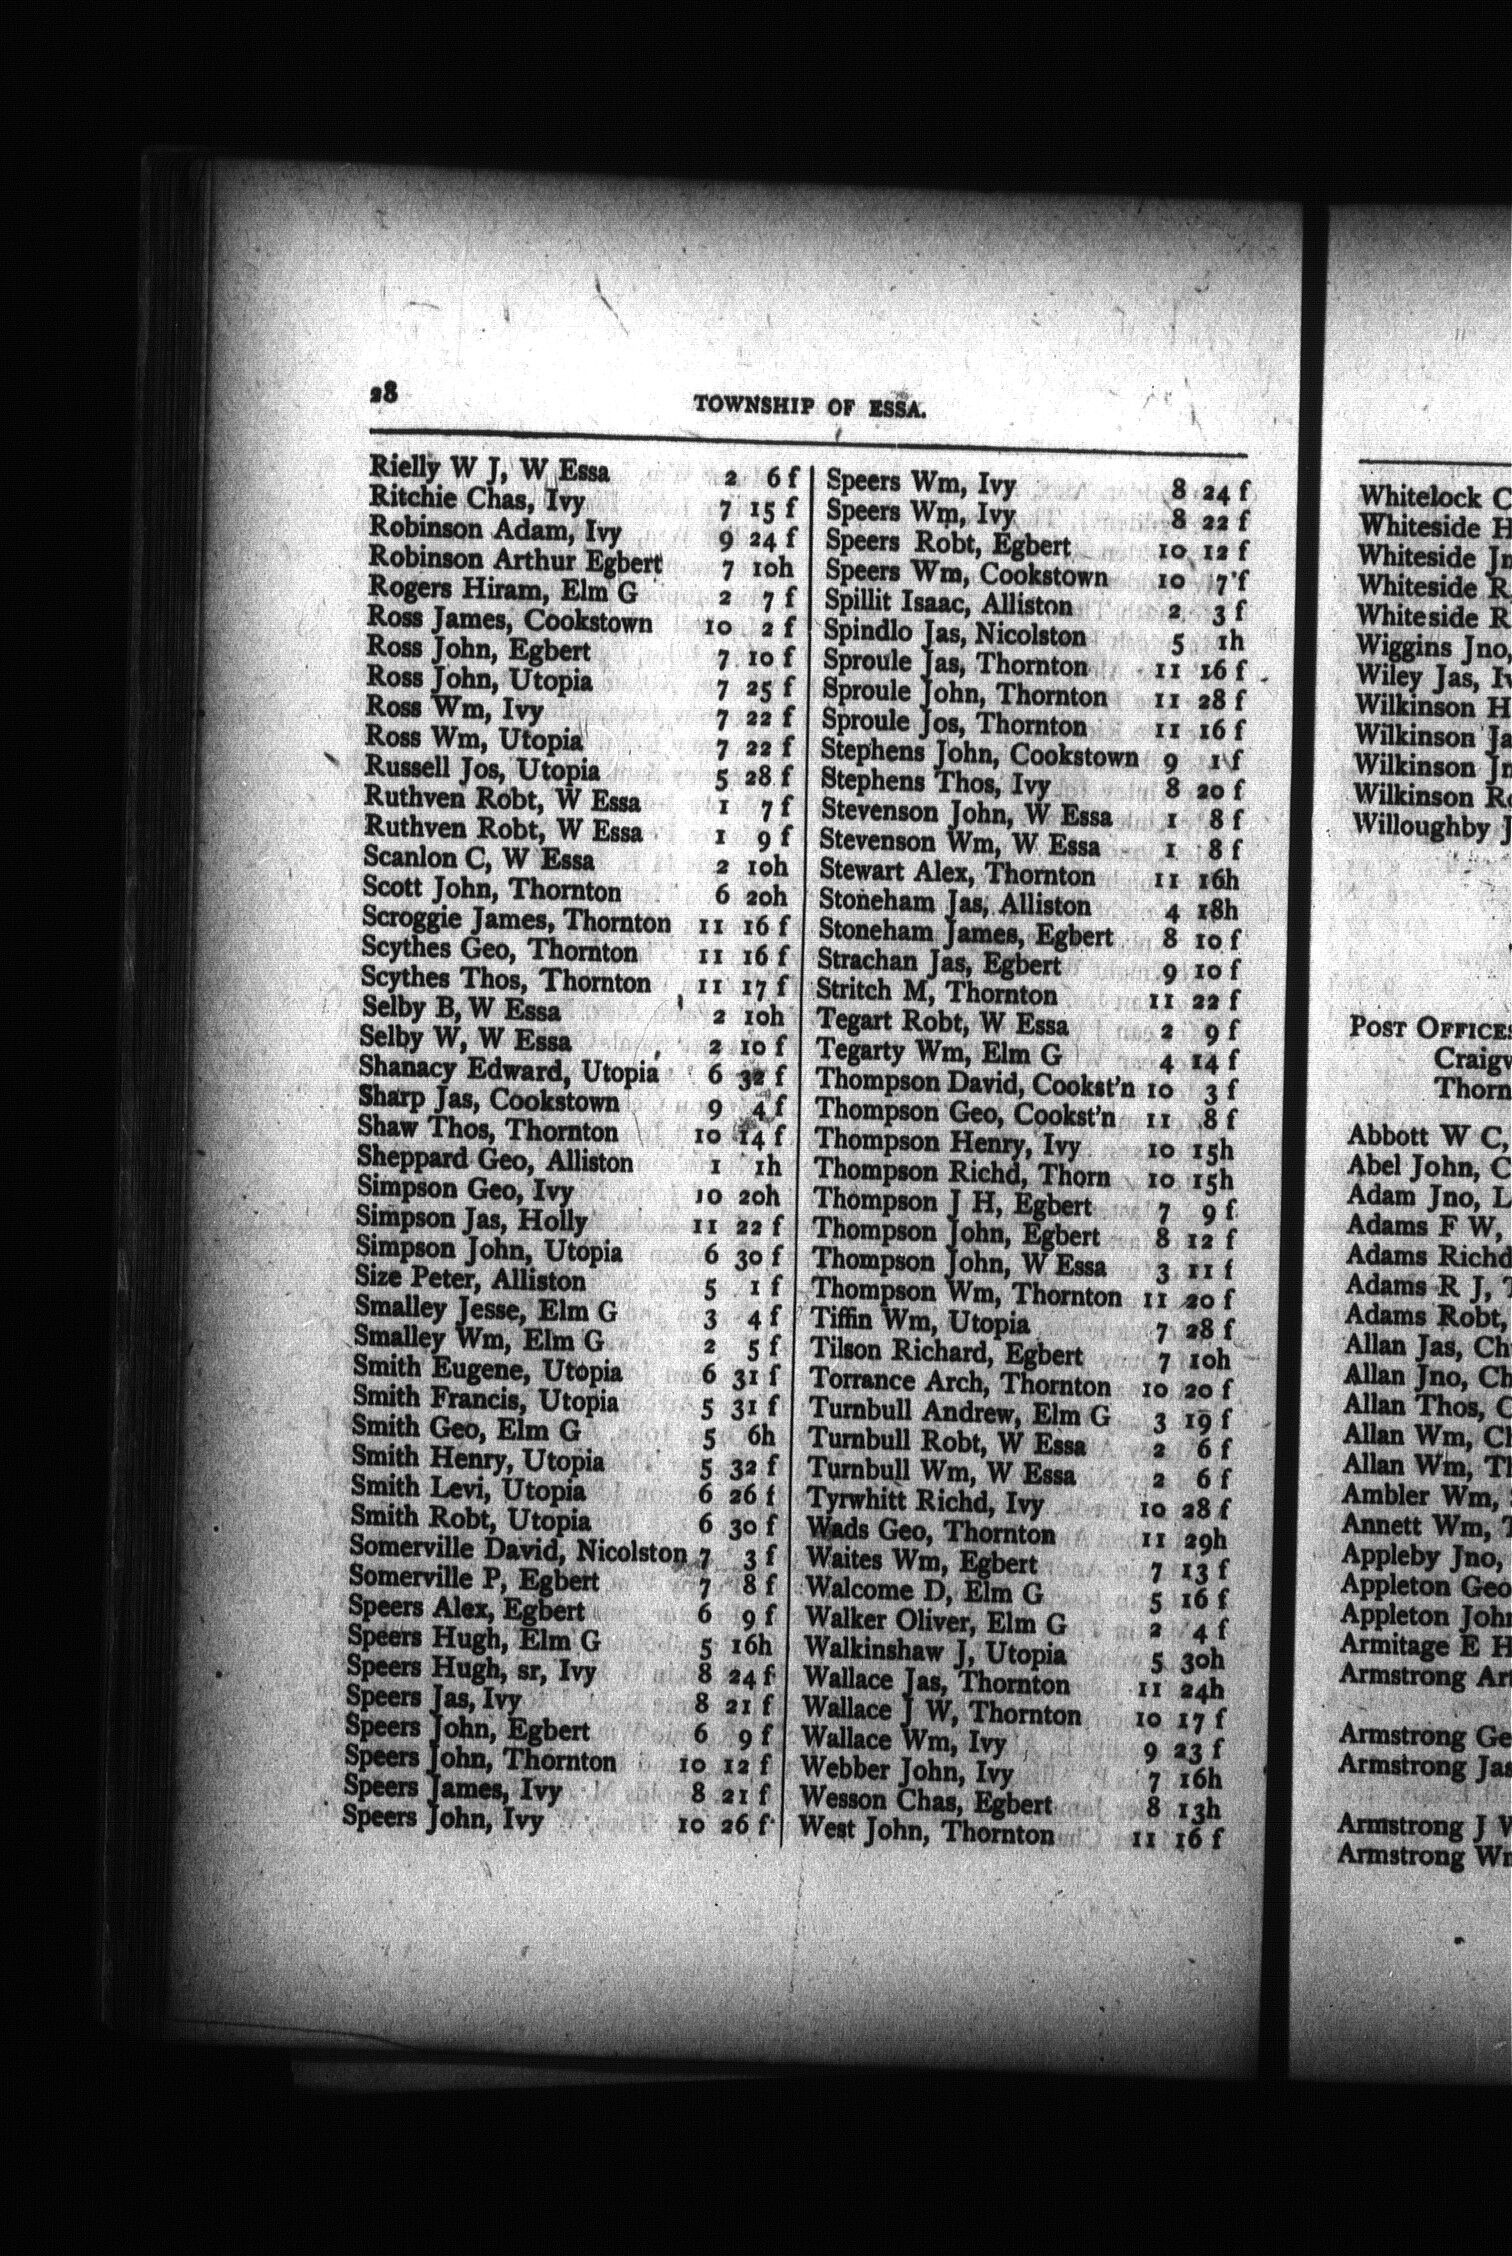 28
TOWNSHIP OF ESSA.
Rielly W J, W Essa 2 6 f
Ritchie Chas, Ivy 7 15 f
Robinson Adam, Ivy 9 24 f
Robinson Arthur Egbert 7 10h
Rogers Hiram, Elm G 2 7 f
Ross James, Cookstown 10 2 f
Ross John, Egbert 7 10 f
Ross John, Utopia 7 25 f
Ross Wm, Ivy 7 22 f
Ross Wm, Utopia 7 22 f
Russell Jos, Utopia 5 28 f
Ruthven Robt, W Essa 1 7 f
Ruthven Robt, W Essa 1 9 f
Scanlon C, W Essa 2 10h
Scott John, Thornton 6 20h
Scroggie James, Thornton 11 16 f
Scythes Geo, Thornton 11 16 f
Scythes Thos, Thornton 11 17 f
Selby B, W Essa 2 10h
Selby W, W Essa 2 10 f
Shanacy Edward, Utopia 6 32 f
Sharp Jas, Cookstown 9 4 f
Shaw Thos, Thornton 10 14 f
Sheppard Geo, Alliston 1 1h
Simpson Geo, Ivy 10 20h
Simpson Jas, Holly 11 22 f
Simpson John, Utopia 6 30 f
Size Peter, Alliston 5 1 f
Smalley Jesse, Elm G 3 4 f
Smalley Wm, Elm G 2 5 f
Smith Eugene, Utopia 6 31 f
Smith Francis, Utopia 5 31 f
Smith Geo, Elm G 5 6h
Smith Henry, Utopia 5 32 f
Smith Levi, Utopia 6 26 f
Smith Robt, Utopia 6 30 f
Somerville David, Nicolston 7 3 f
Somerville P, Egbert 7 8 f
Speers Alex, Egbert 6 9 f
Speers Hugh, Elm G 5 16h
Speers Hugh, sr, Ivy 8 24 f
Speers Jas, Ivy 8 21 f
Speers John, Egbert 6 9 f
Speers John, Thornton 10 12 f
Speers James, Ivy 8 21 f
Speers John, Ivy 10 26 f
Speers Wm, Ivy 8 24 f
Speers Wm, Ivy 8 22 f
Speers Robt, Egbert 10 12 f
Speers Wm, Cookstown 10 7 f
Spillit Isaac, Alliston 2 3 f
Spindlo Jas, Nicolston 5 1h
Sproule Jas, Thornton 11 16 f
Sproule John, Thornton 11 28 f
Sproule Jos, Thornton 11 16 f
Stephens John, Cookstown 9 1 f
Stephens Thos, Ivy 8 20 f
Stevenson John, W Essa 1 8 f
Stevenson Wm, W Essa 1 8 f
Stewart Alex, Thornton 11 16h
Stoneham Jas, Alliston 4 18h
Stoneham James, Egbert 8 10 f
Strachan Jas, Egbert 9 10 f
Stritch M, Thornton 11 22 f
Tegart Robt, W Essa 2 9 f
Tegarty Wm, Elm G 4 14 f
Thompson David, Cookst'n 10 3 f
Thompson Geo, Cookst'n 11 8 f
Thompson Henry, Ivy 10 15h
Thompson Richd, Thorn 10 15h
Thompson J H, Egbert 7 9 f
Thompson John, Egbert 8 12 f
Thompson John, W Essa 3 11 f
Thompson Wm, Thornton 11 20 f
Tiffin Wm, Utopia 7 28 f
Tilson Richard, Egbert 7 10h
Torrance Arch, Thornton 10 20 f
Turnbull Andrew, Elm G 3 19 f
Turnbull Robt, W Essa 2 6 f
Turnbull Wm, W Essa 2 6 f
Tyrwhitt Richd, Ivy 10 28 f
Wads Geo, Thornton 11 29h
Waites Wm, Egbert 7 13 f
Walcome D, Elm G 5 16 f
Walker Oliver, Elm G 2 4 f
Walkinshaw J, Utopia 5 30h
Wallace Jas, Thornton 11 24h
Wallace J W, Thornton 10 17 f
Wallace Wm, Ivy 9 23 f
Webber John, Ivy 7 16h
Wesson Chas, Egbert 8 13h
West John, Thornton 11 16 f
Whitelock C
Whiteside H
Whiteside Jn
Whiteside R
Whiteside R
Wiggins Jno,
Wiley Jas, Iv
Wilkinson H
Wilkinson Ja
Wilkinson Jn
Wilkinson Ro
Willoughby J
POST OFFICES
Craigv
Thorn
Abbott W C,
Abel John, C
Adam Jno, L
Adams F W,
Adams Richd
Adams R J, T
Adams Robt,
Allan Jas, Ch
Allan Jno, Ch
Allan Thos, C
Allan Wm, Ch
Allan Wm, Th
Ambler Wm,
Annett Wm, T
Appleby Jno,
Appleton Geo
Appleton John
Armitage E H
Armstrong Art
Armstrong Ge
Armstrong Jas
Armstrong J W
Armstrong Wm